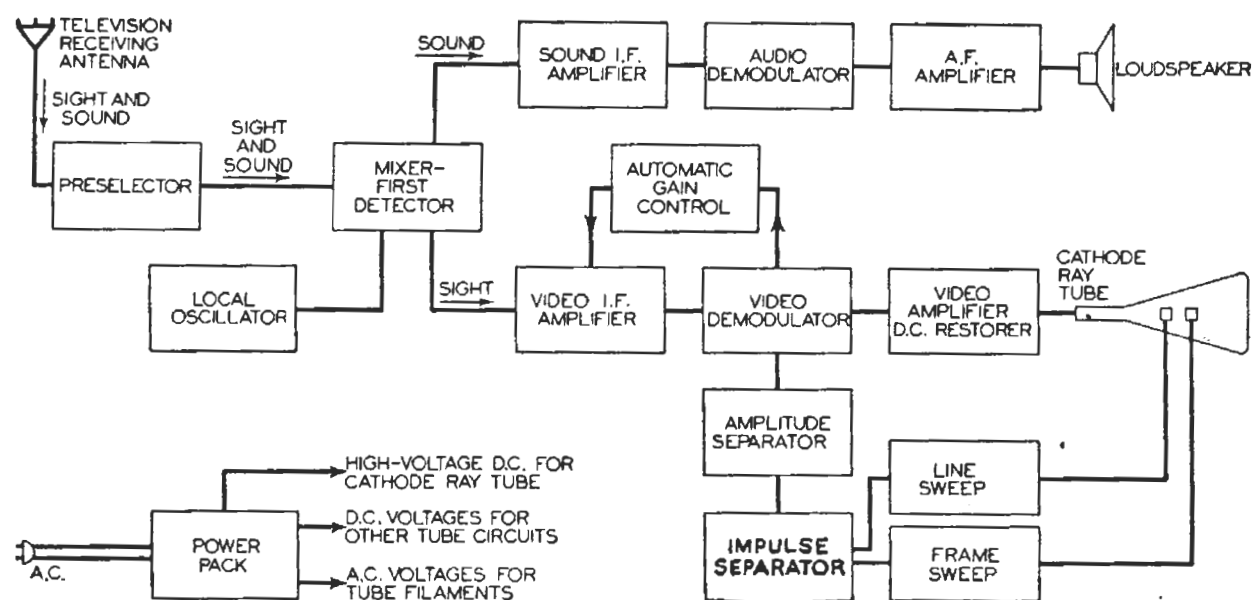 TELEVISION
RECEIVING
ANTENNA
SIGHT AND
SOUND
PRESELECTOR
SIGHT
AND
SOUND
MIXER-
FIRST
DETECTOR
LOCAL
OSCILLATOR
SOUND
SOUND I.F.
AMPLIFIER
AUDIO
DEMODULATOR
A.F.
AMPLIFIER
LOUDSPEAKER
AUTOMATIC
GAIN
CONTROL
SIGHT
VIDEO I.F.
AMPLIFIER
VIDEO
DEMODULATOR
VIDEO
AMPLIFIER
D.C. RESTORER
CATHODE
RAY
TUBE
AMPLITUDE
SEPARATOR
IMPULSE
SEPARATOR
LINE
SWEEP
FRAME
SWEEP
A.C.
POWER
PACK
HIGH-VOLTAGE D.C. FOR
CATHODE RAY TUBE
D.C. VOLTAGES FOR
OTHER TUBE CIRCUITS
A.C. VOLTAGES FOR
TUBE FILAMENTS